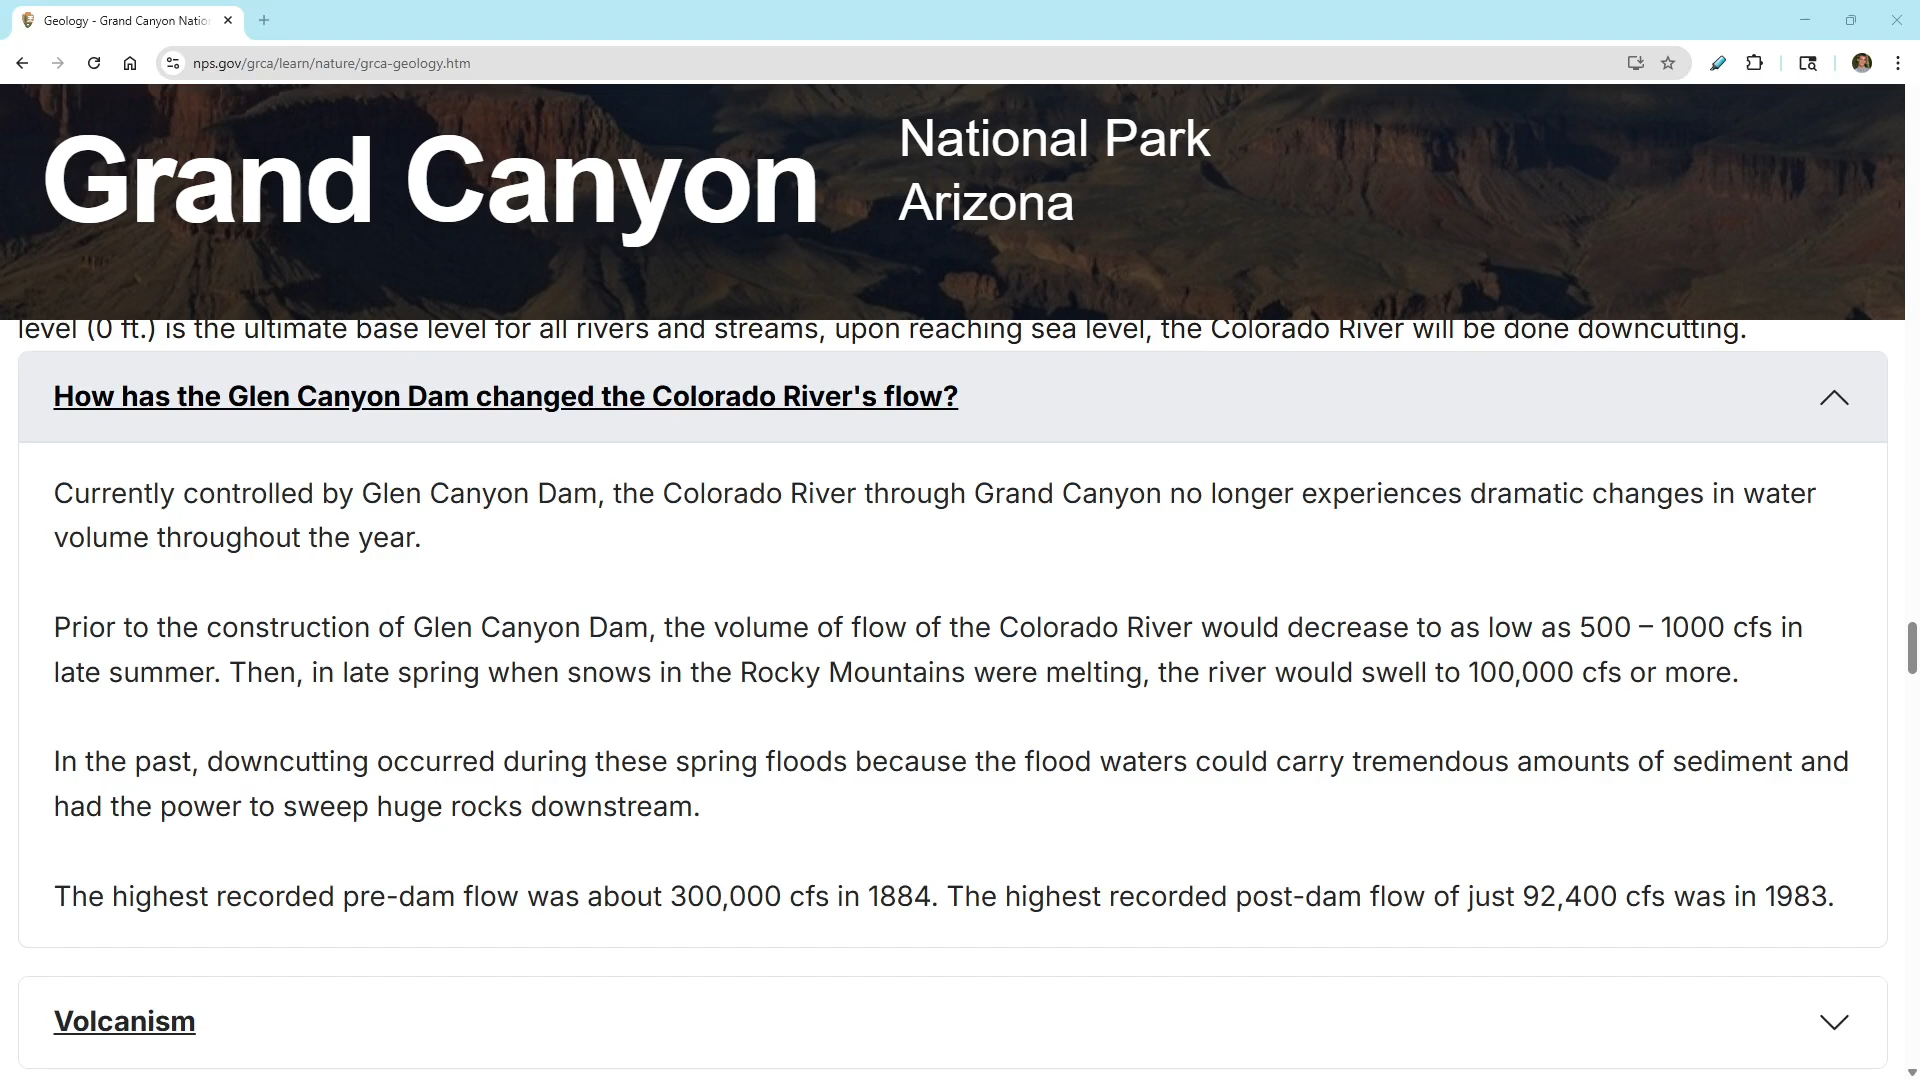 Geology - Grand Canyon Natio
nps.gov/grca/learn/nature/grca-geology.htm
Grand Canyon
National Park
Arizona
level (0 ft.) is the ultimate base level for all rivers and streams, upon reaching sea level, the Colorado River will be done downcutting.
How has the Glen Canyon Dam changed the Colorado River's flow?
Currently controlled by Glen Canyon Dam, the Colorado River through Grand Canyon no longer experiences dramatic changes in water
volume throughout the year.
Prior to the construction of Glen Canyon Dam, the volume of flow of the Colorado River would decrease to as low as 500 – 1000 cfs in
late summer. Then, in late spring when snows in the Rocky Mountains were melting, the river would swell to 100,000 cfs or more.
In the past, downcutting occurred during these spring floods because the flood waters could carry tremendous amounts of sediment and
had the power to sweep huge rocks downstream.
The highest recorded pre-dam flow was about 300,000 cfs in 1884. The highest recorded post-dam flow of just 92,400 cfs was in 1983.
Volcanism